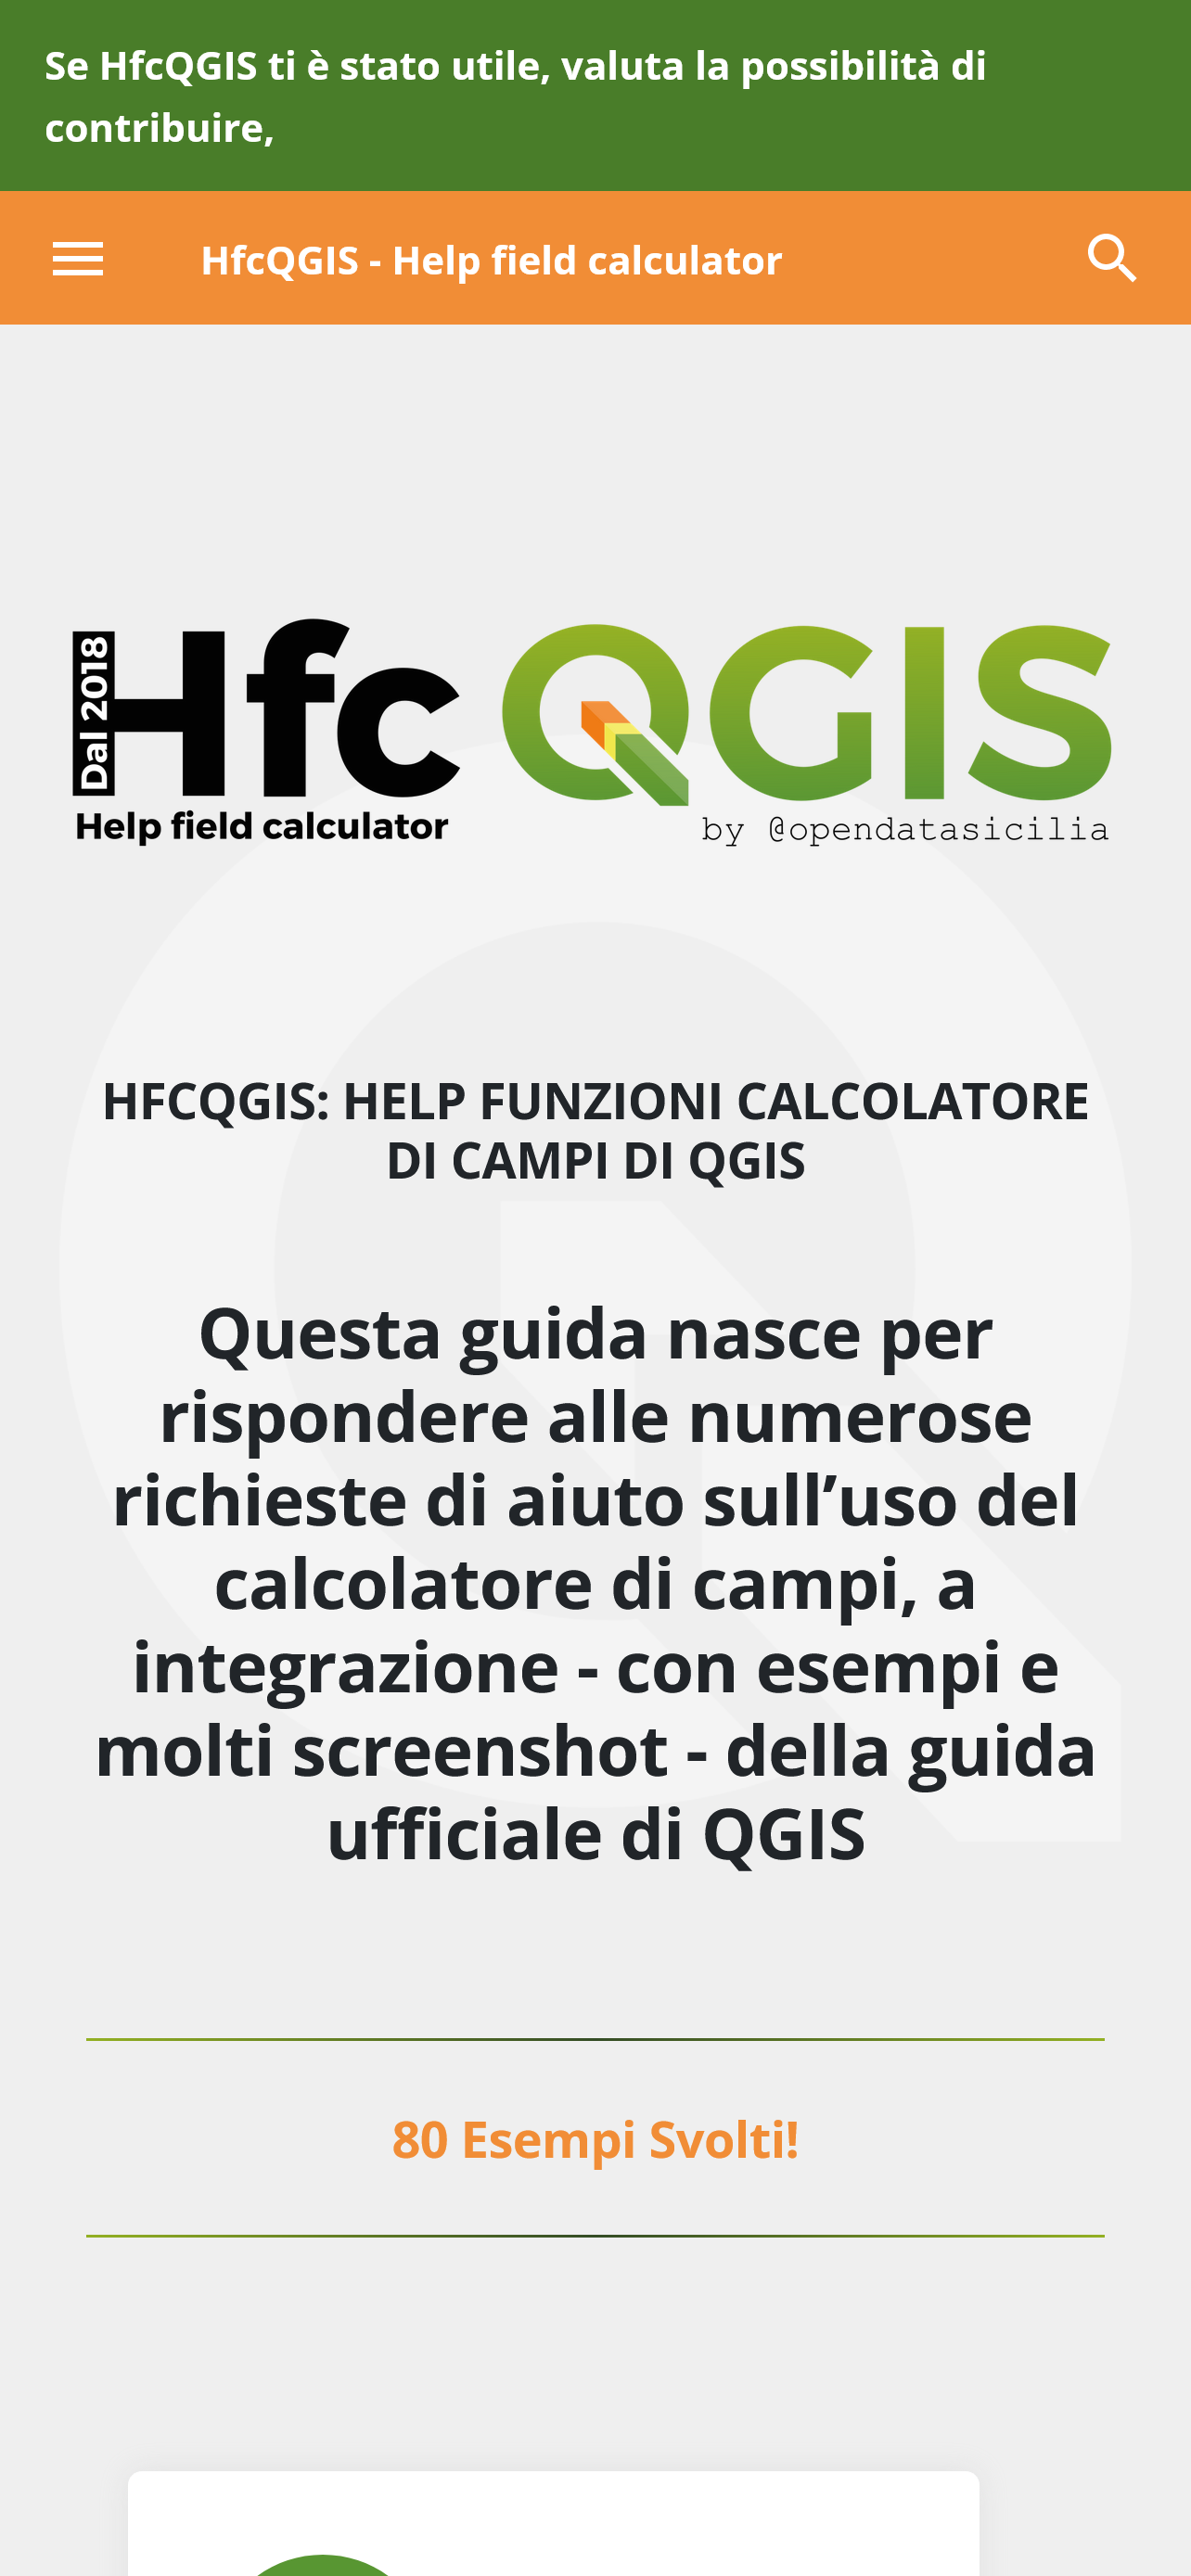 Se HfcQGIS ti è stato utile, valuta la possibilità di
contribuire,
HfcQGIS - Help field calculator
Dal 2018
Hfc QGIS
Help field calculator
by @opendatasicilia
HFCQGIS: HELP FUNZIONI CALCOLATORE
DI CAMPI DI QGIS
Questa guida nasce per
rispondere alle numerose
richieste di aiuto sull’uso del
calcolatore di campi, a
integrazione - con esempi e
molti screenshot - della guida
ufficiale di QGIS
80 Esempi Svolti!